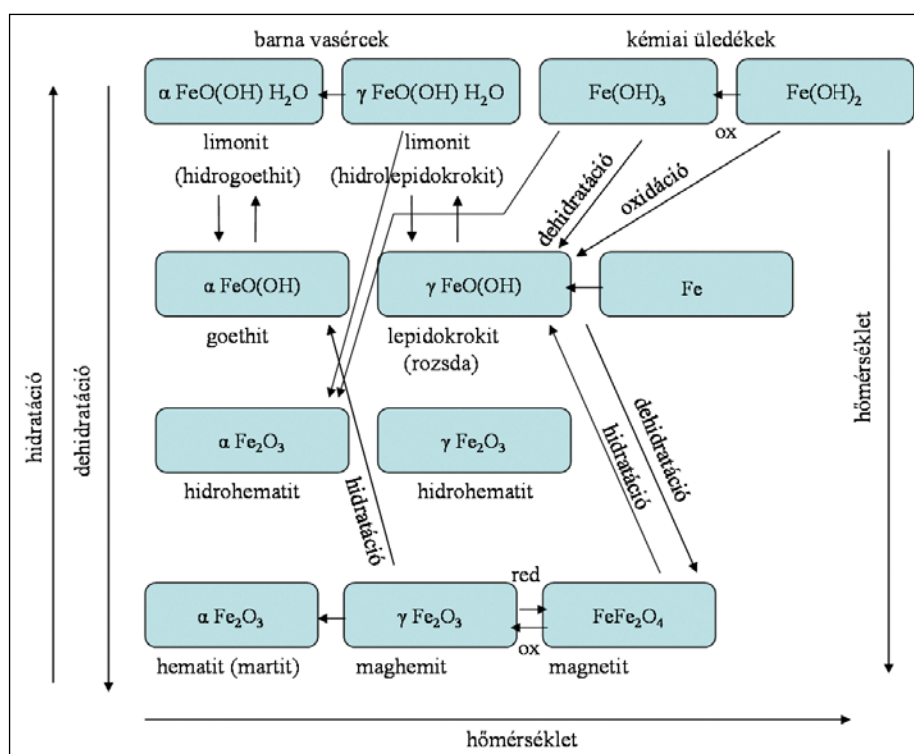 barna vasércek
kémiai üledékek
α FeO(OH) H₂O
γ FeO(OH) H₂O
Fe(OH)₃
Fe(OH)₂
ox
limonit
(hidrogoethit)
limonit
(hidrolepidokrokit)
dehidratáció
oxidáció
α FeO(OH)
γ FeO(OH)
Fe
goethit
lepidokrokit
(rozsda)
hidratáció
dehidratáció
hőmérséklet
α Fe₂O₃
γ Fe₂O₃
hidrohematit
hidrohematit
hidratáció
hidratáció
dehidratáció
red
α Fe₂O₃
γ Fe₂O₃
FeFe₂O₄
ox
hematit (martit)
maghemit
magnetit
hőmérséklet